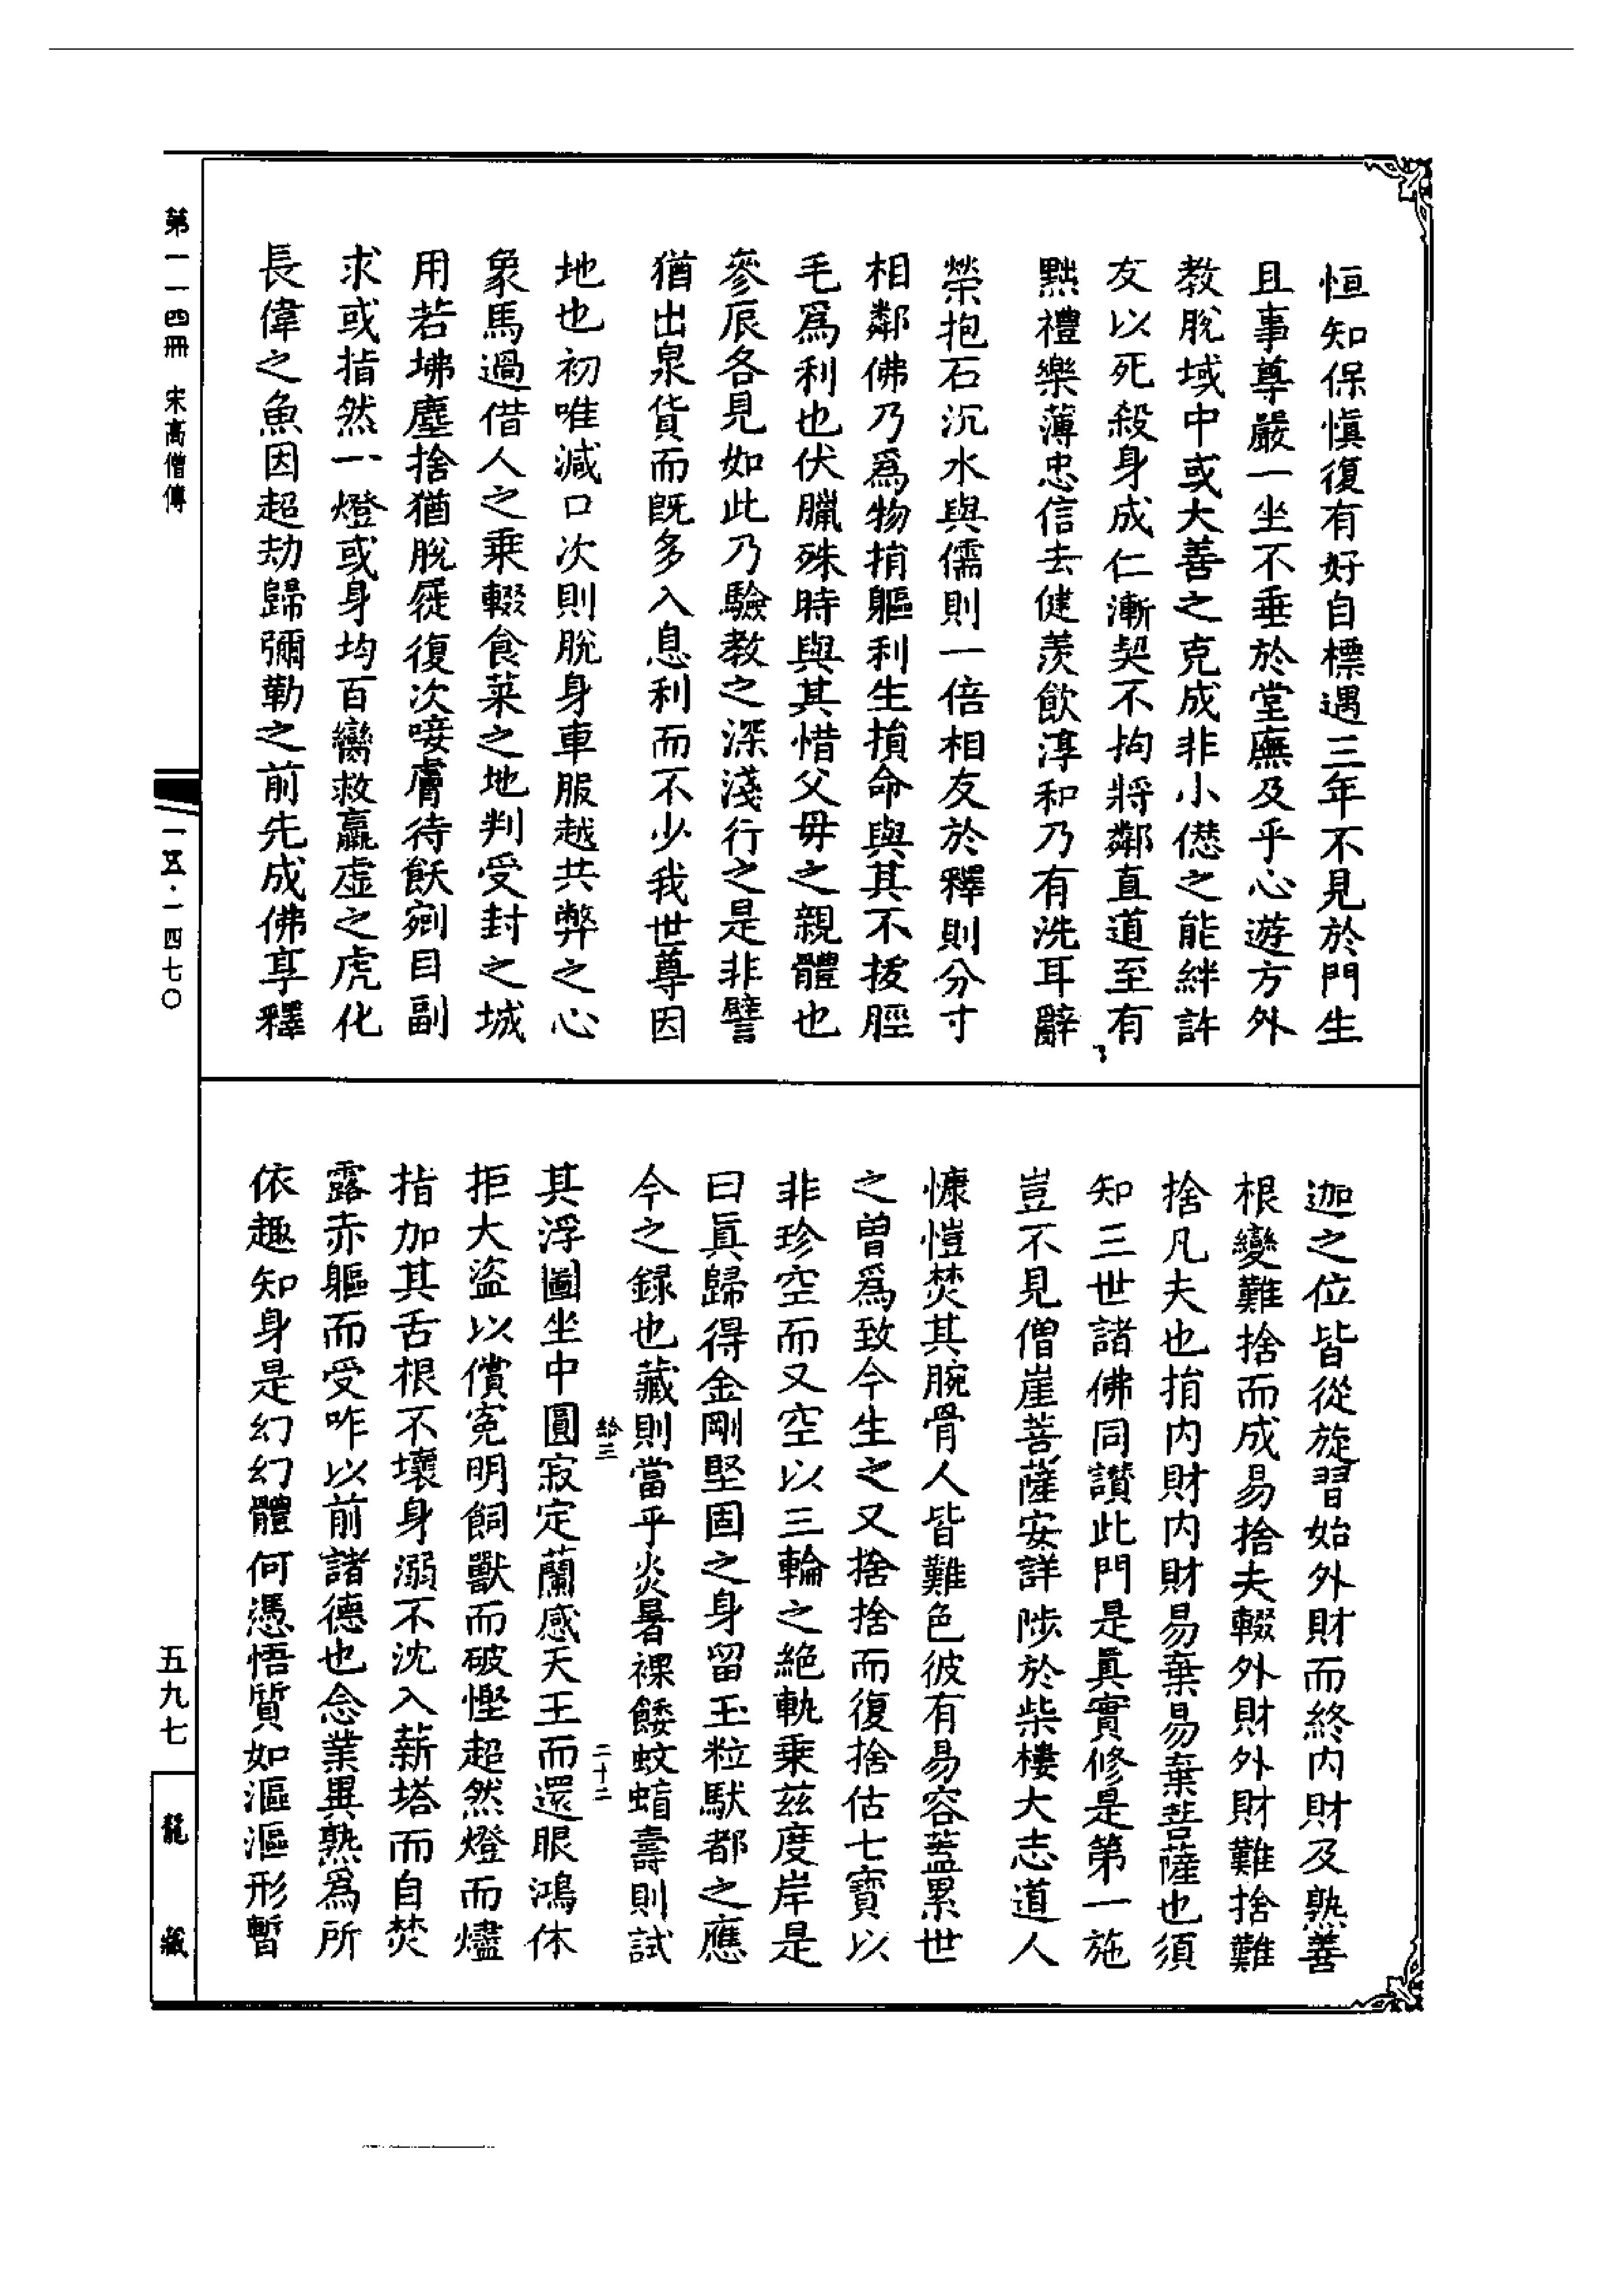 恒知保愼復有好自標遇三年不見於門生
且事尊嚴一坐不垂於堂廡及乎心遊方外
教脫域中或大善之克成非小僁之能絆許
友以死殺身成仁漸契不拘將鄰直道至有
黜禮樂薄忠信去健羨飲淳和乃有洗耳辭
榮抱石沉水與儒則一倍相友於釋則分寸
相鄰佛乃爲物捎軀利生損命與其不拔脛
毛爲利也伏臘殊時與其惜父毋之親體也
參辰各見如此乃驗教之深淺行之是非譬
猶出泉貨而旣多入息利而不少我世尊因
地也初唯減口次則脫身車服越共弊之心
象馬過借人之乘輟食菜之地判受封之城
用若坲塵捨猶脫屣復次唼膚待飫剜目副
求或指然一燈或身均百臠救羸虛之虎化
長偉之魚因超劫歸彌勒之前先成佛享釋
迦之位皆從旋習始外財而終内財及熟善
根變難捨而成易捨夫輟外財外財難捨難
捨凡夫也捎内財内財易棄易棄菩薩也須
知三世諸佛同讃此門是眞實修是第一施
豈不見僧崖菩薩安詳陟於柴樓大志道人
慷愷焚其腕骨人皆難色彼有易容葢累世
之曾爲致今生之又捨捨而復捨估七寶以
非珍空而又空以三輪之絶軌乘兹度岸是
曰眞歸得金剛堅固之身留玉粒馱都之應
今之録也藏則當乎炎暑裸餧蚊蝱壽則試
給三
二十二
其浮圖坐中圓寂定蘭感天王而還眼鴻休
拒大盜以償寃明飼獸而破慳超然燈而燼
指加其舌根不壞身溺不沈入薪塔而自焚
露赤軀而受咋以前諸德也念業異熟爲所
依趣知身是幻幻體何憑悟質如漚漚形暫
第一一四冊　宋高僧傳
一五五·一四七〇
五九七
龍藏